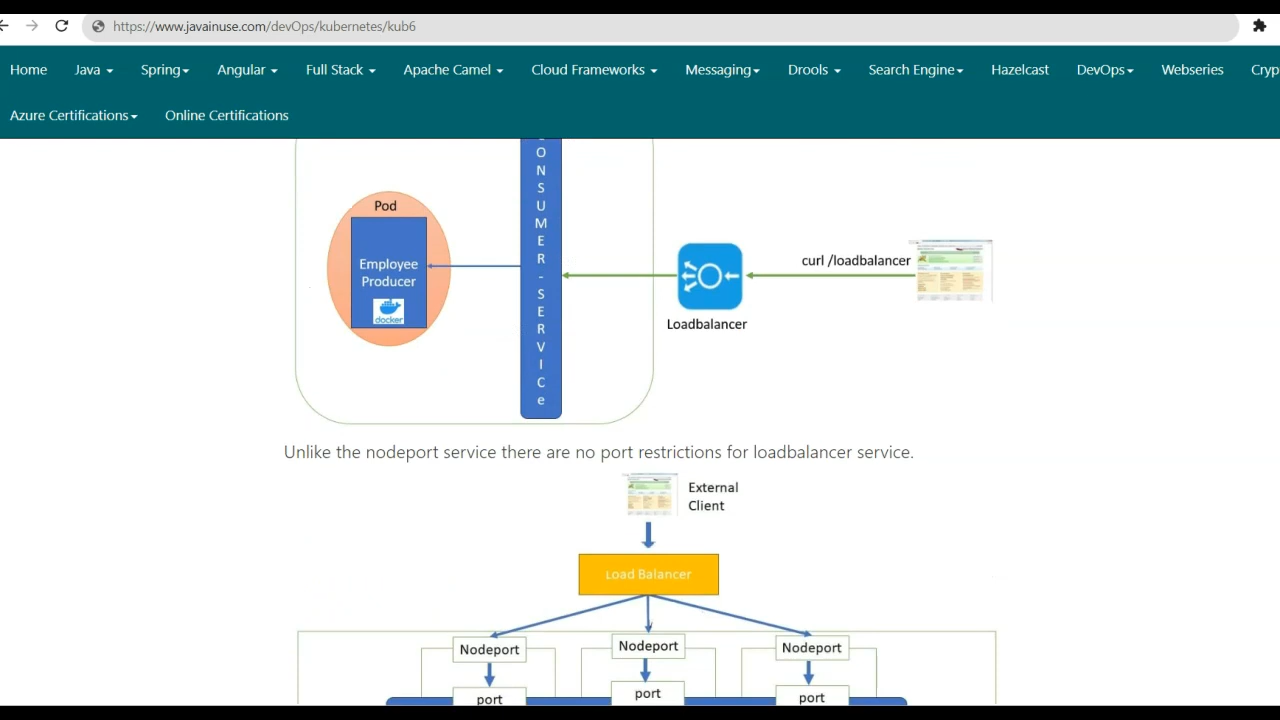 https://www.javainuse.com/devOps/kubernetes/kub6
Home Java Spring Angular Full Stack Apache Camel Cloud Frameworks Messaging Drools Search Engine Hazelcast DevOps Webseries Cryp
Azure Certifications Online Certifications
O
N
S
U
M
E
R
-
S
E
R
V
I
C
e
Pod
Employee
Producer
docker
curl /loadbalancer
Loadbalancer
Unlike the nodeport service there are no port restrictions for loadbalancer service.
External
Client
Load Balancer
Nodeport Nodeport Nodeport
port port port